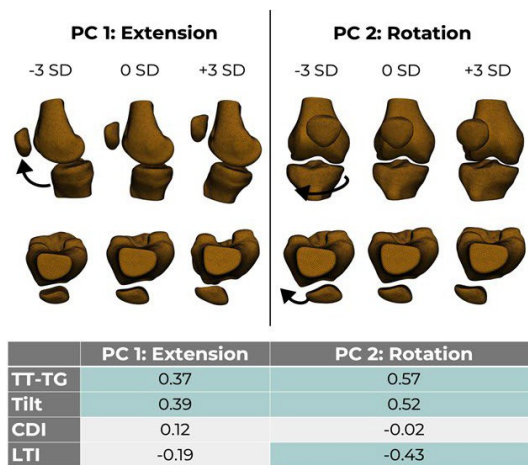 PC 1: Extension
PC 2: Rotation
-3 SD 0 SD +3 SD
-3 SD 0 SD +3 SD
PC 1: Extension PC 2: Rotation
TT-TG 0.37 0.57
Tilt 0.39 0.52
CDI 0.12 -0.02
LTI -0.19 -0.43